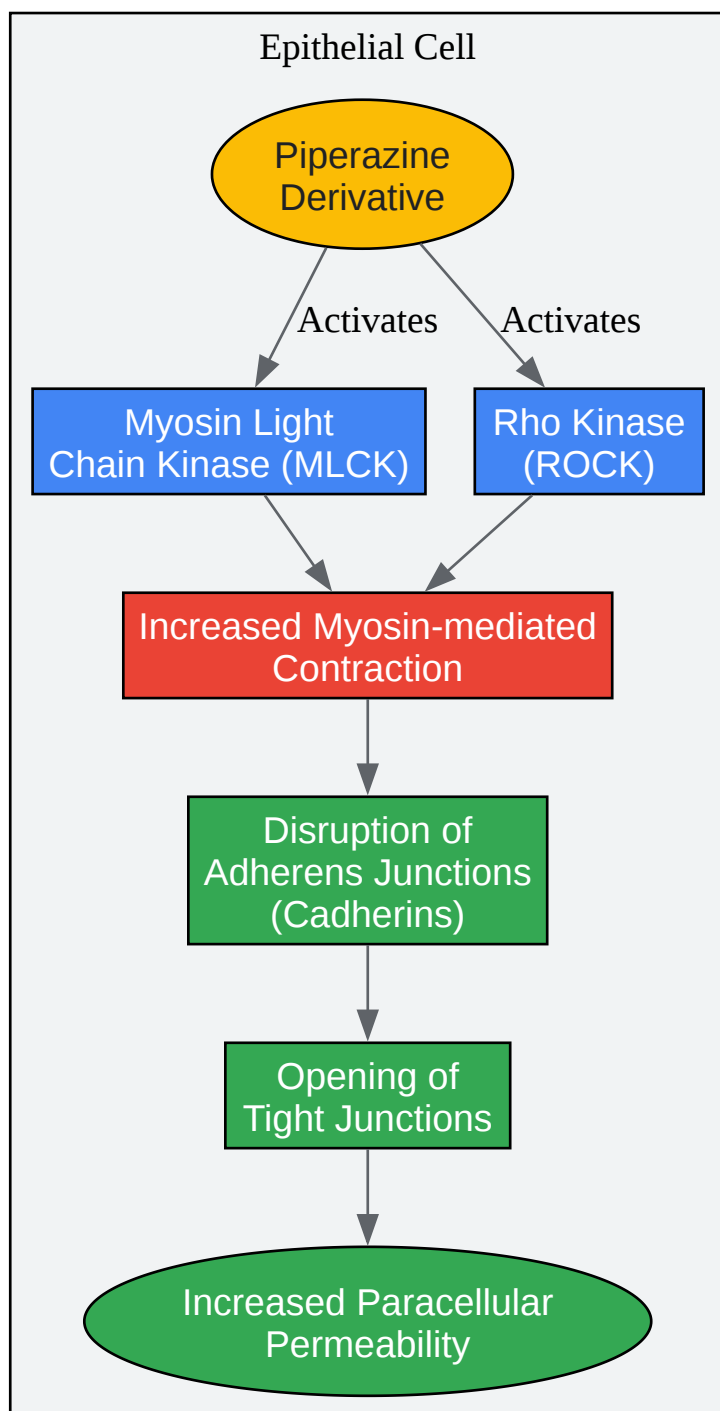 Epithelial Cell
Piperazine
Derivative
Activates
Activates
Myosin Light
Chain Kinase (MLCK)
Rho Kinase
(ROCK)
Increased Myosin-mediated
Contraction
Disruption of
Adherens Junctions
(Cadherins)
Opening of
Tight Junctions
Increased Paracellular
Permeability